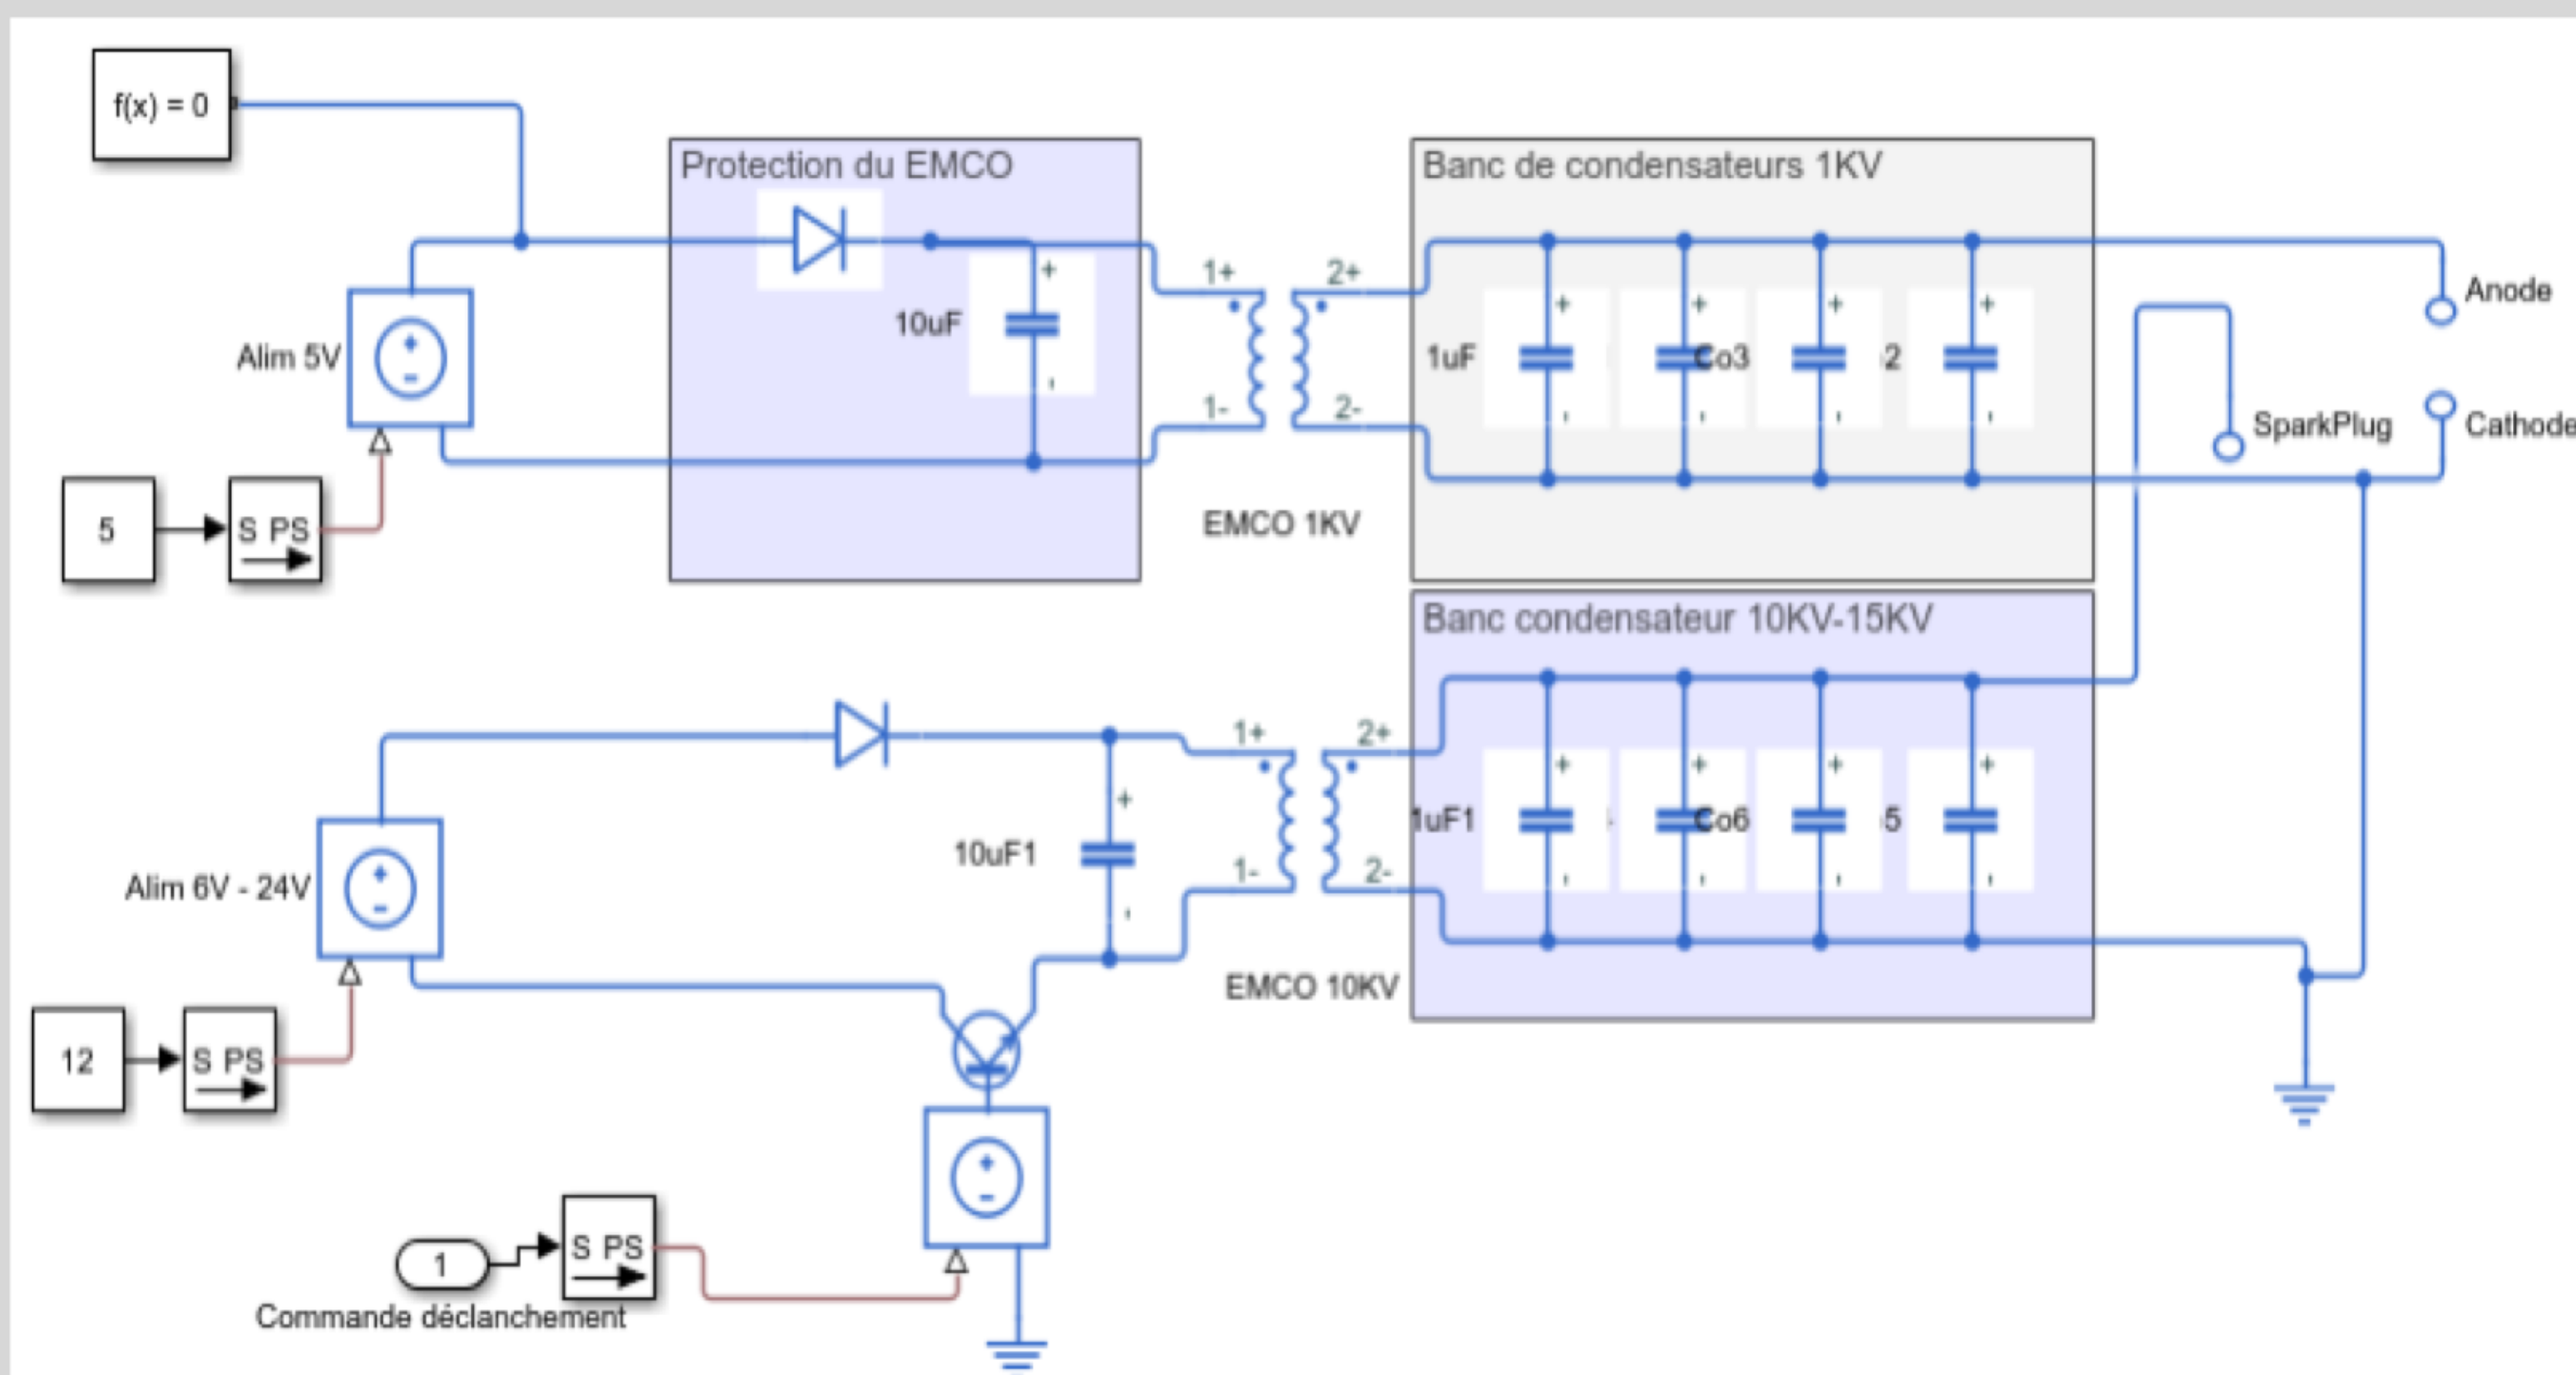 f(x) = 0
Protection du EMCO
Banc de condensateurs 1KV
1+
2+
Anode
10uF
Alim 5V
1uF
Co3
2
1-
2-
SparkPlug
Cathode
5
S PS
EMCO 1KV
Banc condensateur 10KV-15KV
1+
2+
1uF1
Co6
5
10uF1
Alim 6V - 24V
1-
2-
EMCO 10KV
12
S PS
1
S PS
Commande déclanchement